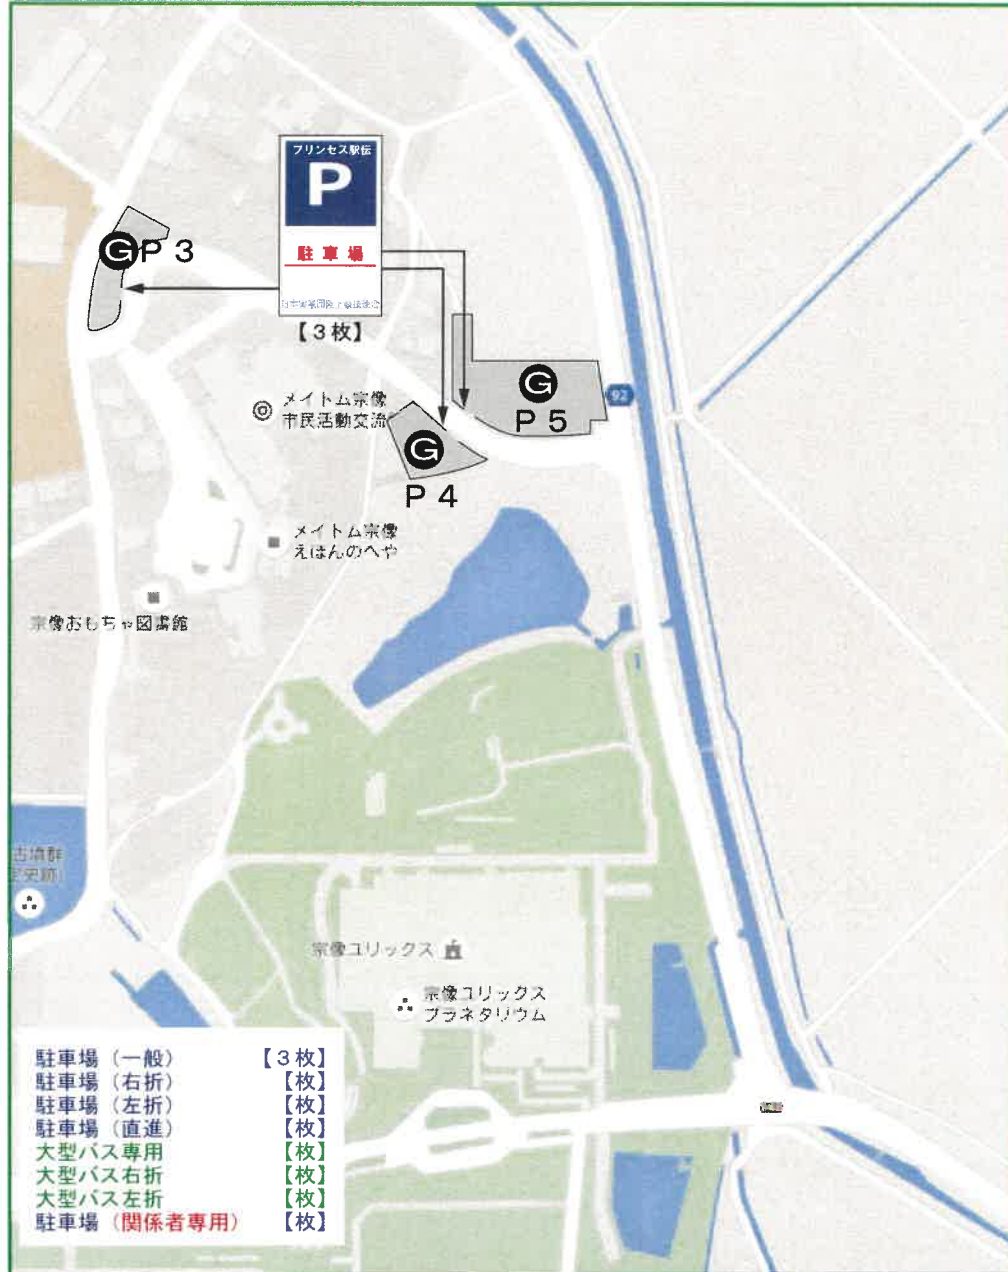 プリンセス駅伝
P
駐車場
【3枚】
G P 3
G
P 5
92
G
P 4
メイトム宗像
市民活動交流
メイトム宗像
えほんのへや
宗像おもちゃ図書館
古墳群
宗像ユリックス
宗像ユリックス
プラネタリウム
駐車場（一般） 【3枚】
駐車場（右折） 【枚】
駐車場（左折） 【枚】
駐車場（直進） 【枚】
大型バス専用 【枚】
大型バス右折 【枚】
大型バス左折 【枚】
駐車場（関係者専用） 【枚】